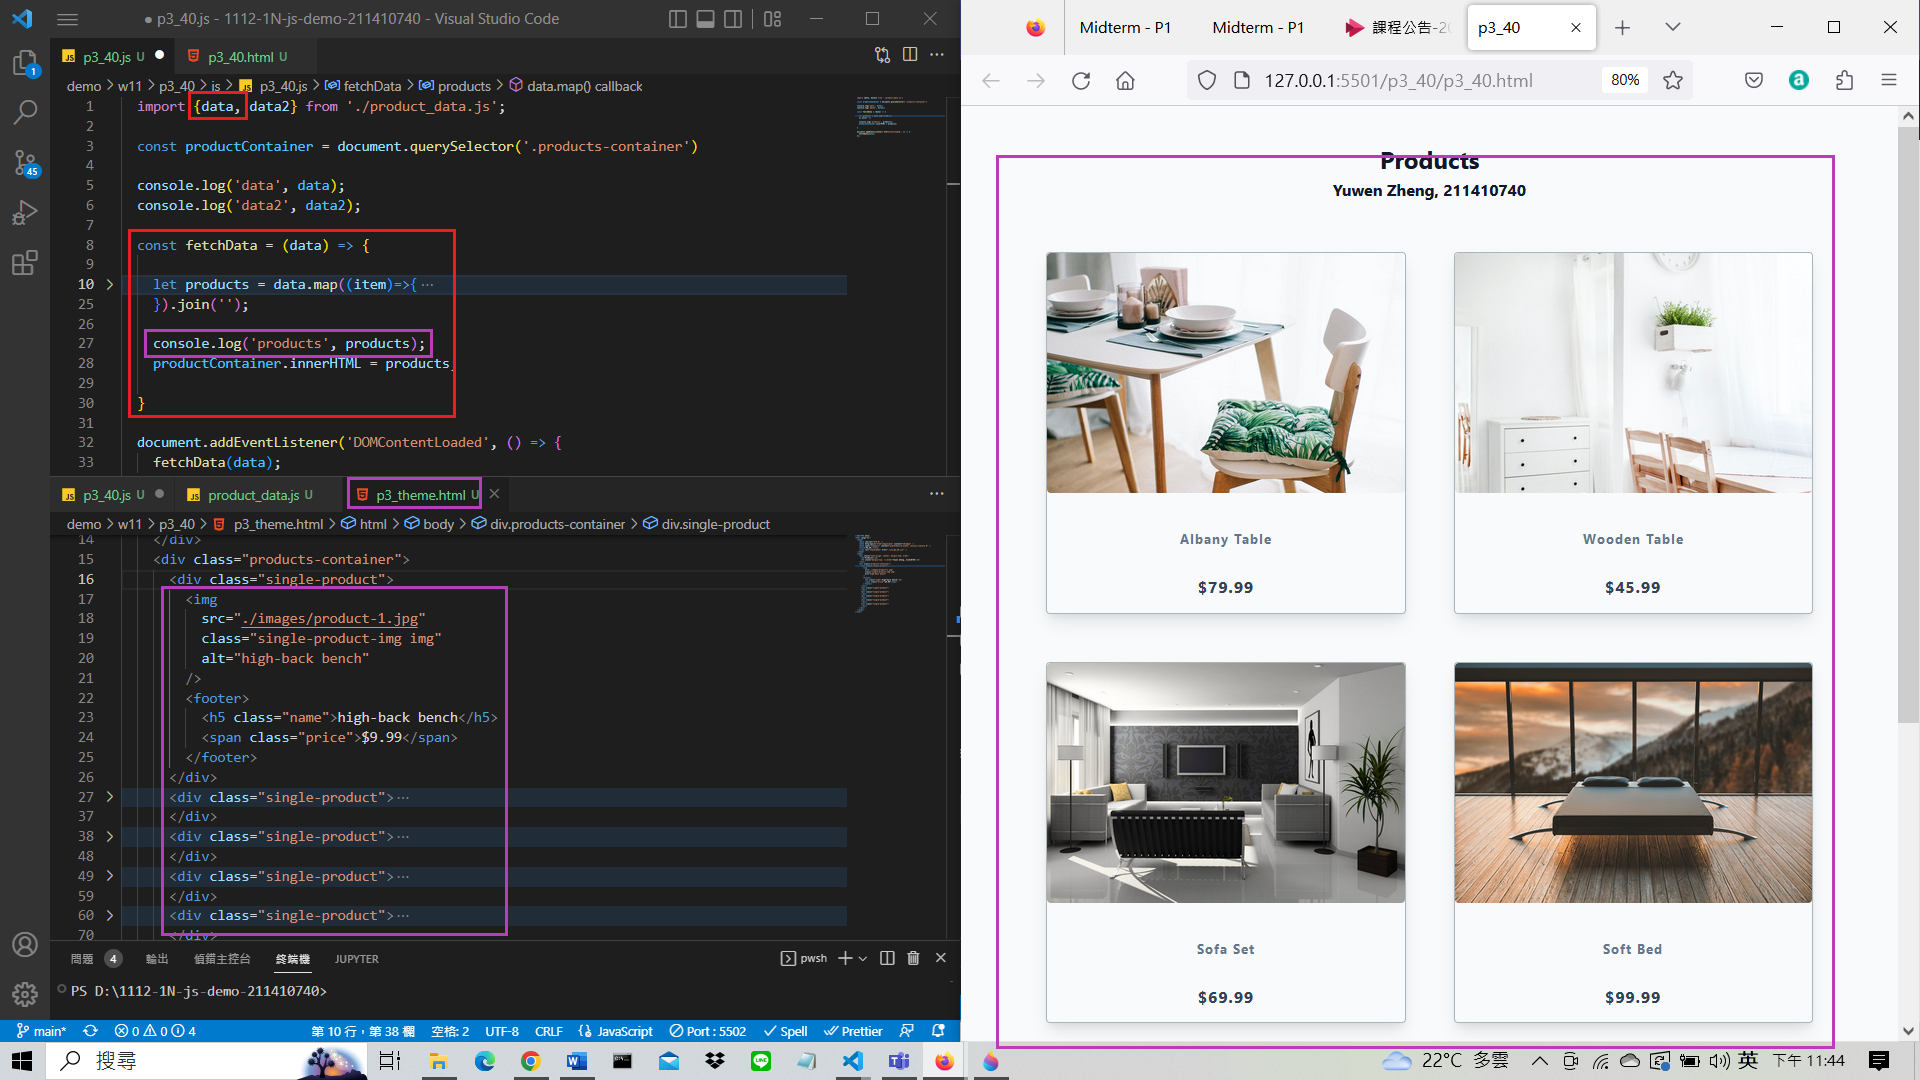 p3_40.js - 1112-1N-js-demo-211410740 - Visual Studio Code
p3_40.js U
p3_40.html U
demo > w11 > p3_40 > js > p3_40.js > fetchData > products > data.map() callback
1 import {data, data2} from './product_data.js';
2
3 const productContainer = document.querySelector('.products-container')
4
5 console.log('data', data);
6 console.log('data2', data2);
7
8 const fetchData = (data) => {
9
10 let products = data.map((item)=>{ ⋯
25 }).join('');
26
27 console.log('products', products);
28 productContainer.innerHTML = products
29
30 }
31
32 document.addEventListener('DOMContentLoaded', () => {
33 fetchData(data);
p3_40.js U
product_data.js U
p3_theme.html U
demo > w11 > p3_40 > p3_theme.html > html > body > div.products-container > div.single-product
14 </div>
15 <div class="products-container">
16 <div class="single-product">
17 <img
18 src="./images/product-1.jpg"
19 class="single-product-img img"
20 alt="high-back bench"
21 />
22 <footer>
23 <h5 class="name">high-back bench</h5>
24 <span class="price">$9.99</span>
25 </footer>
26 </div>
27 <div class="single-product"> ⋯
37 </div>
38 <div class="single-product"> ⋯
48 </div>
49 <div class="single-product"> ⋯
59 </div>
60 <div class="single-product"> ⋯
70 </div>
問題 4 輸出 偵錯主控台 終端機 JUPYTER
pwsh
PS D:\1112-1N-js-demo-211410740>
1
45
main* 0 0 4 第 10 行，第 38 欄 空格: 2 UTF-8 CRLF JavaScript Port : 5502 Spell Prettier
Midterm - P1
Midterm - P1
課程公告-20
p3_40
127.0.0.1:5501/p3_40/p3_40.html
80%
Products
Yuwen Zheng, 211410740
Albany Table
$79.99
Wooden Table
$45.99
Sofa Set
$69.99
Soft Bed
$99.99
搜尋
22°C 多雲
英
下午 11:44